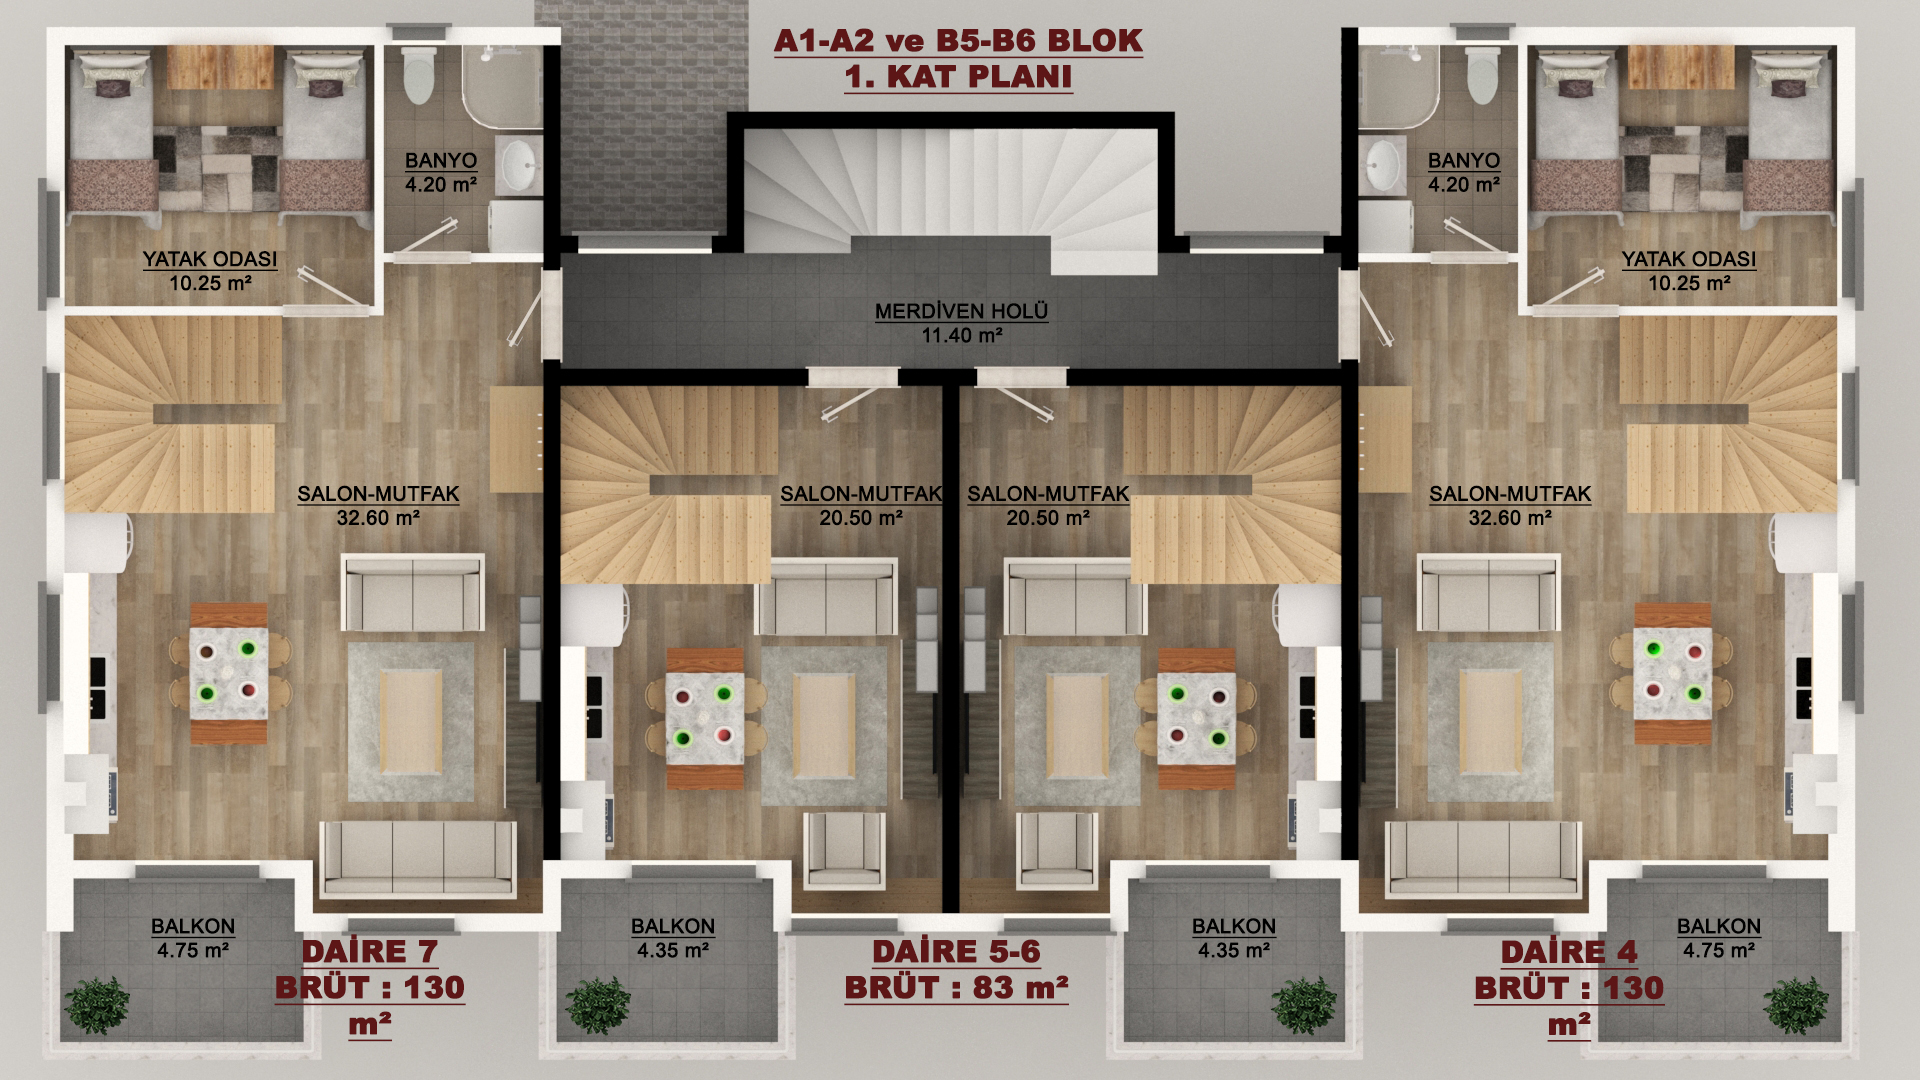 A1-A2 ve B5-B6 BLOK
1. KAT PLANI
BANYO
4.20 m²
BANYO
4.20 m²
YATAK ODASI
10.25 m²
YATAK ODASI
10.25 m²
MERDİVEN HOLÜ
11.40 m²
SALON-MUTFAK
32.60 m²
SALON-MUTFAK
20.50 m²
SALON-MUTFAK
20.50 m²
SALON-MUTFAK
32.60 m²
BALKON
4.75 m²
BALKON
4.35 m²
BALKON
4.35 m²
BALKON
4.75 m²
DAİRE 7
BRÜT : 130
m²
DAİRE 5-6
BRÜT : 83 m²
DAİRE 4
BRÜT : 130
m²